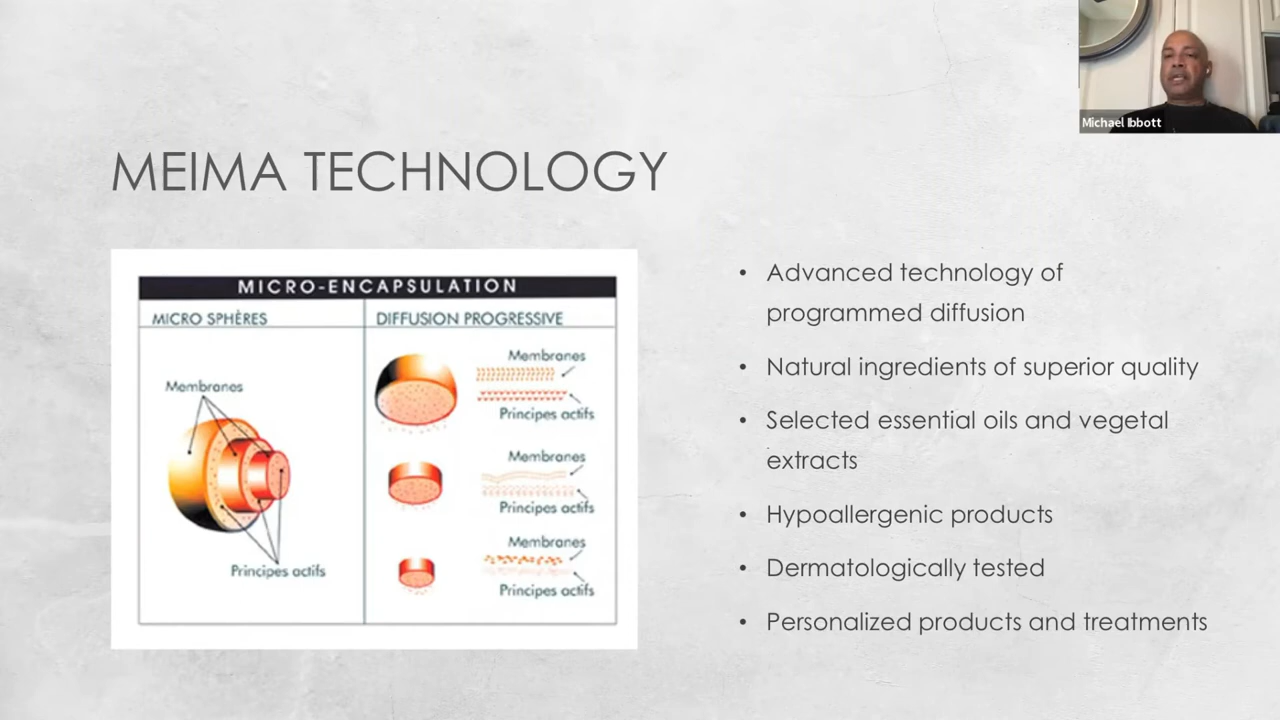 Michael Ibbott
MEIMA TECHNOLOGY
MICRO-ENCAPSULATION
MICRO SPHÈRES
DIFFUSION PROGRESSIVE
Membranes
Principes actifs
Membranes
Principes actifs
Membranes
Principes actifs
Membranes
Principes actifs
• Advanced technology of
programmed diffusion
• Natural ingredients of superior quality
• Selected essential oils and vegetal
extracts
• Hypoallergenic products
• Dermatologically tested
• Personalized products and treatments